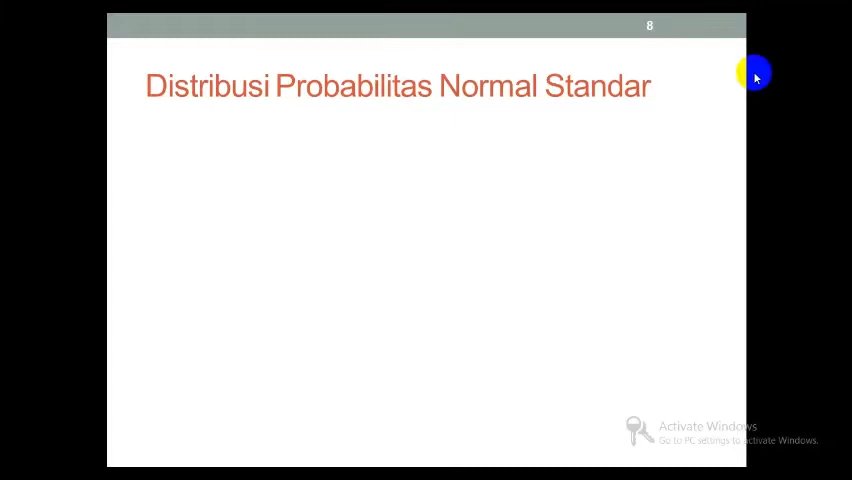 8
Distribusi Probabilitas Normal Standar
Activate Windows
Go to PC settings to activate Windows.